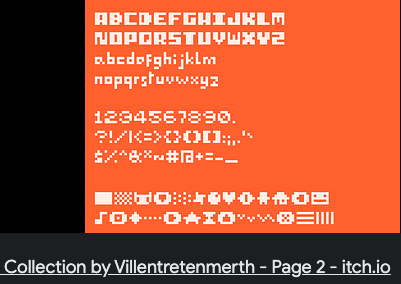 ABCDEFGHIJKLM
NOPQRSTUVWXYZ
abcdefghijklm
nopqrstuvwxyz
1234567890.
?!/|<=>{}()[]:;,.'"
$%^&*~#@+=-_
Collection by Villentretenmerth - Page 2 - itch.io